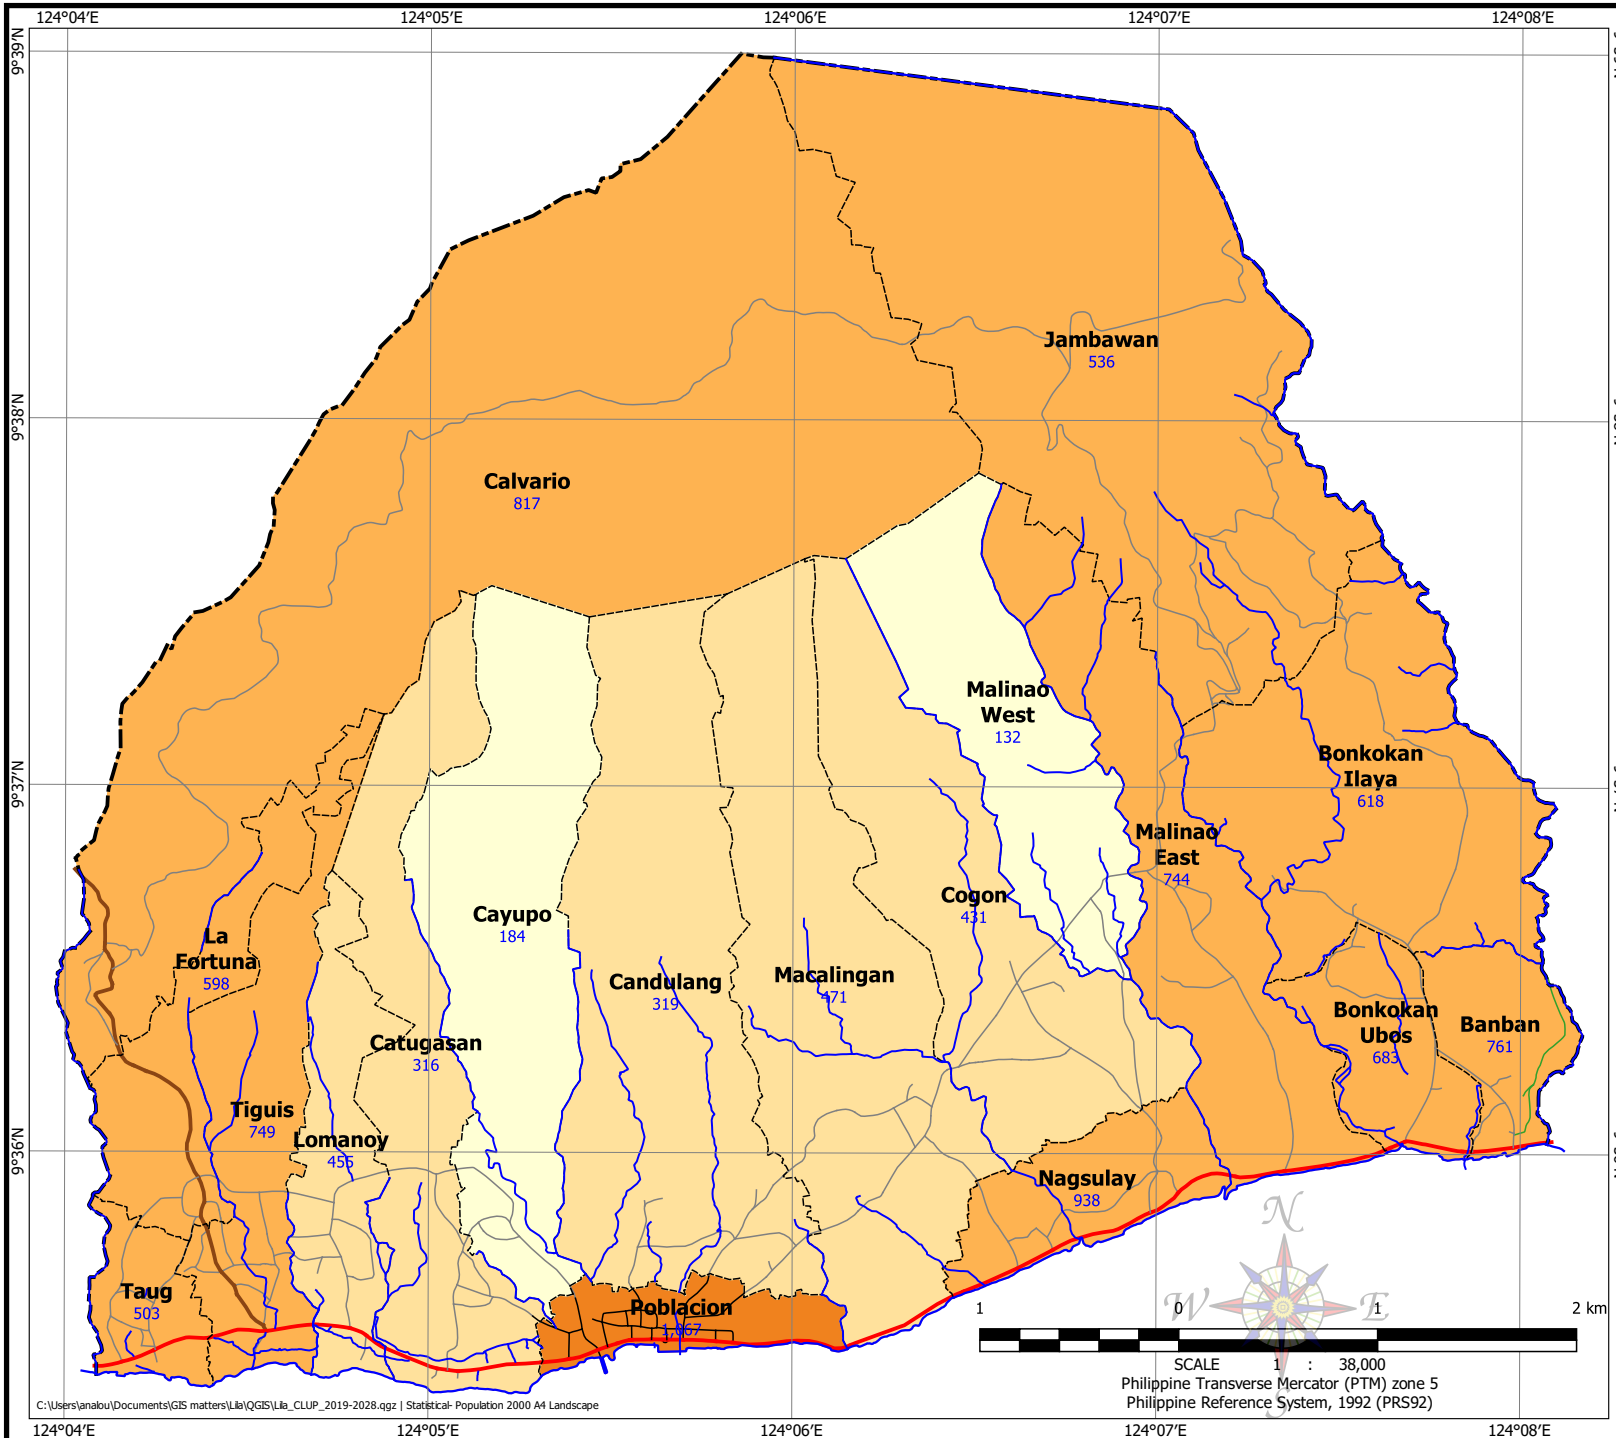 124°04'E 124°05'E 124°06'E 124°07'E 124°08'E
9°39'N
Jambawan
536
9°38'N
Calvario
817
Malinao
West
132
Bonkokan
Ilaya
618
9°37'N
Malinao
East
744
Cogon
431
Cayupo
184
La
Fortuna
598
Candulang
319
Macalingan
471
Bonkokan
Ubos
683
Banban
761
Catugasan
316
Tiguis
749
Lomanoy
455
9°36'N
Nagsulay
938
Taug
503
Poblacion
1,067
N
W E
S
1 0 1 2 km
SCALE 1 : 38,000
Philippine Transverse Mercator (PTM) zone 5
Philippine Reference System, 1992 (PRS92)
C:\Users\analou\Documents\GIS matters\Lila\QGIS\Lila_CLUP_2019-2028.qgz | Statistical- Population 2000 A4 Landscape
124°04'E 124°05'E 124°06'E 124°07'E 124°08'E